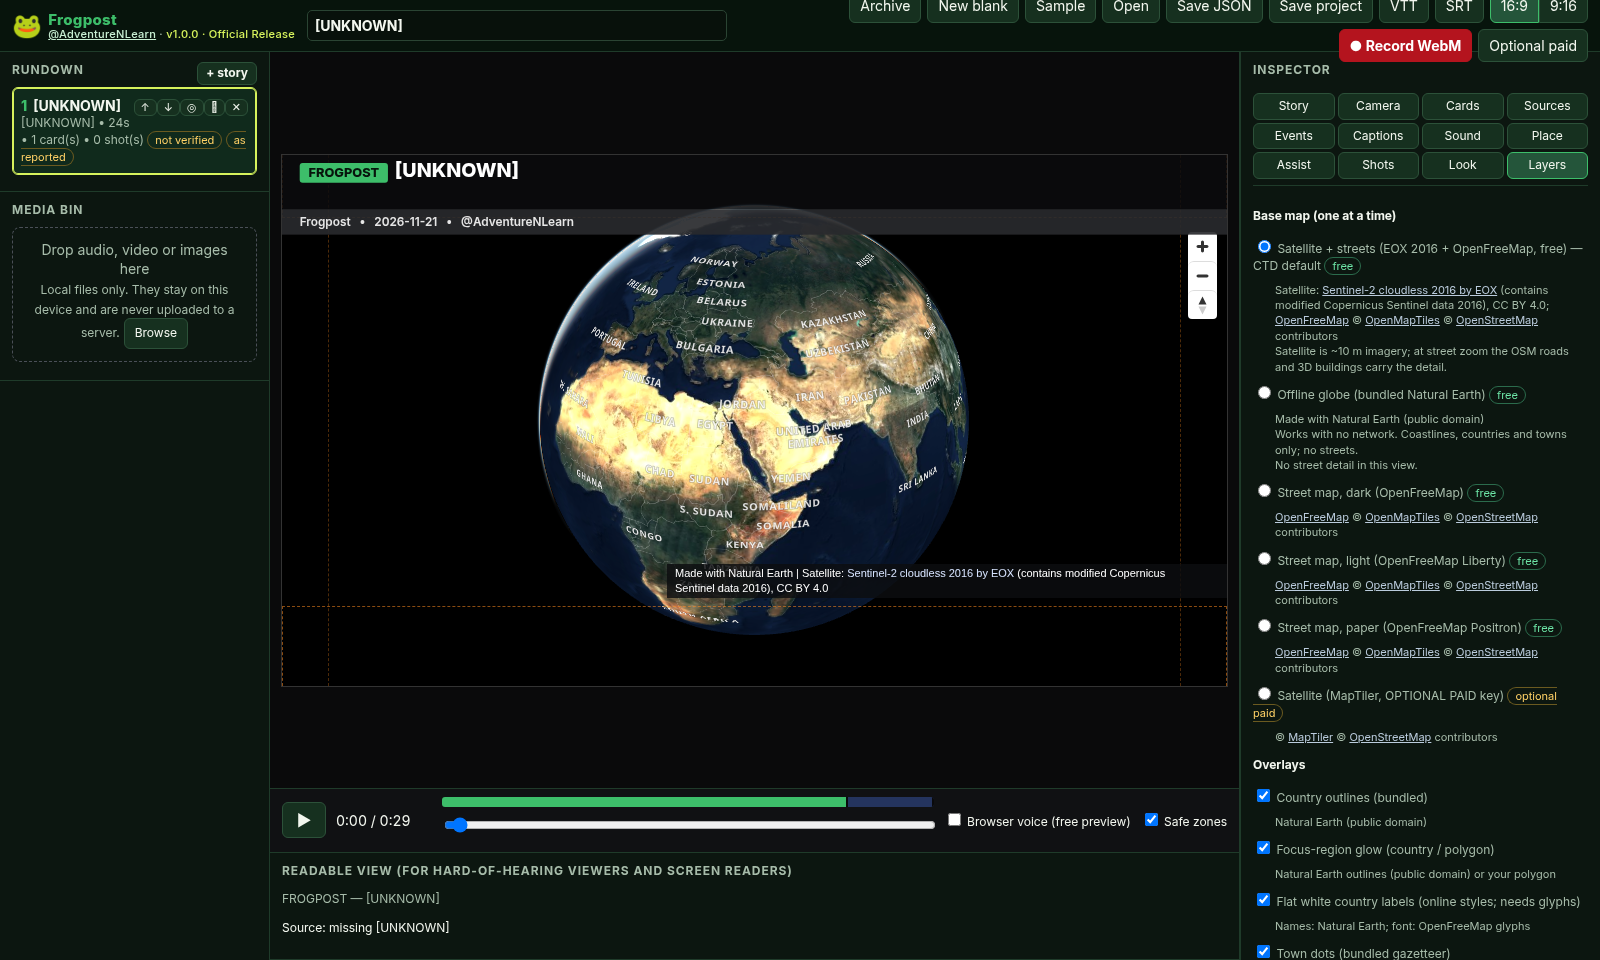 Frogpost
@AdventureNLearn · v1.0.0 · Official Release
[UNKNOWN]
Archive
New blank
Sample
Open
Save JSON
Save project
VTT
SRT
16:9
9:16
Record WebM
Optional paid
RUNDOWN
+ story
1 [UNKNOWN]
[UNKNOWN] • 24s
• 1 card(s) • 0 shot(s) not verified as
reported
MEDIA BIN
Drop audio, video or images
here
Local files only. They stay on this
device and are never uploaded to a
server. Browse
FROGPOST [UNKNOWN]
Frogpost • 2026-11-21 • @AdventureNLearn
NORWAY
RUSSIA
IRELAND
ESTONIA
BELARUS
UKRAINE
KAZAKHSTAN
CHINA
PORTUGAL
BULGARIA
UZBEKISTAN
TUNISIA
BHUTAN
IRAN
PAKISTAN
JORDAN
LIBYA
EGYPT
INDIA
UNITED ARAB
EMIRATES
MALI
CHAD
SUDAN
YEMEN
GHANA
SRI LANKA
S. SUDAN
SOMALILAND
SOMALIA
CONGO
KENYA
Made with Natural Earth | Satellite: Sentinel-2 cloudless 2016 by EOX (contains modified Copernicus
Sentinel data 2016), CC BY 4.0
0:00 / 0:29
Browser voice (free preview)
Safe zones
READABLE VIEW (FOR HARD-OF-HEARING VIEWERS AND SCREEN READERS)
FROGPOST — [UNKNOWN]
Source: missing [UNKNOWN]
INSPECTOR
Story
Camera
Cards
Sources
Events
Captions
Sound
Place
Assist
Shots
Look
Layers
Base map (one at a time)
Satellite + streets (EOX 2016 + OpenFreeMap, free) —
CTD default free
Satellite: Sentinel-2 cloudless 2016 by EOX (contains
modified Copernicus Sentinel data 2016), CC BY 4.0;
OpenFreeMap © OpenMapTiles © OpenStreetMap
contributors
Satellite is ~10 m imagery; at street zoom the OSM roads
and 3D buildings carry the detail.
Offline globe (bundled Natural Earth) free
Made with Natural Earth (public domain)
Works with no network. Coastlines, countries and towns
only; no streets.
No street detail in this view.
Street map, dark (OpenFreeMap) free
OpenFreeMap © OpenMapTiles © OpenStreetMap
contributors
Street map, light (OpenFreeMap Liberty) free
OpenFreeMap © OpenMapTiles © OpenStreetMap
contributors
Street map, paper (OpenFreeMap Positron) free
OpenFreeMap © OpenMapTiles © OpenStreetMap
contributors
Satellite (MapTiler, OPTIONAL PAID key) optional
paid
© MapTiler © OpenStreetMap contributors
Overlays
Country outlines (bundled)
Natural Earth (public domain)
Focus-region glow (country / polygon)
Natural Earth outlines (public domain) or your polygon
Flat white country labels (online styles; needs glyphs)
Names: Natural Earth; font: OpenFreeMap glyphs
Town dots (bundled gazetteer)